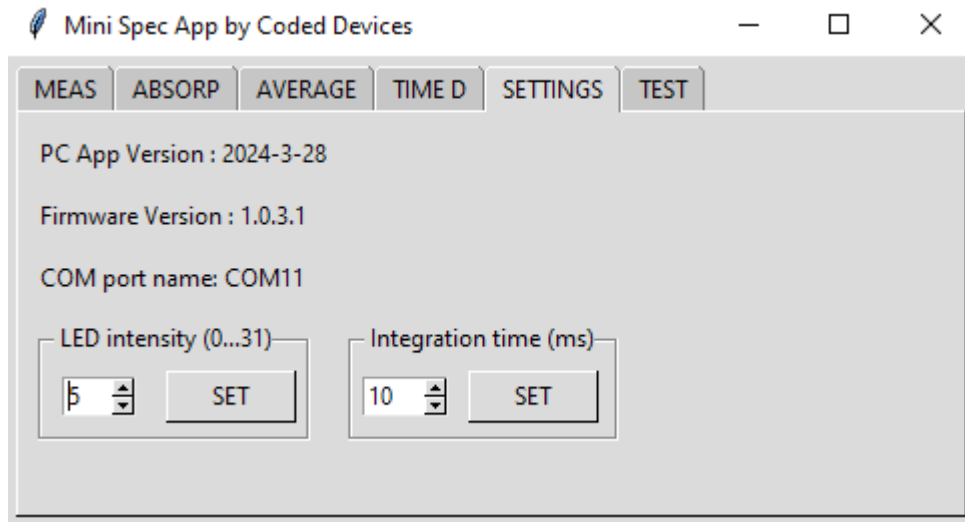 Mini Spec App by Coded Devices
MEAS ABSORP AVERAGE TIME D SETTINGS TEST
PC App Version : 2024-3-28
Firmware Version : 1.0.3.1
COM port name: COM11
LED intensity (0...31) Integration time (ms)
5 SET 10 SET